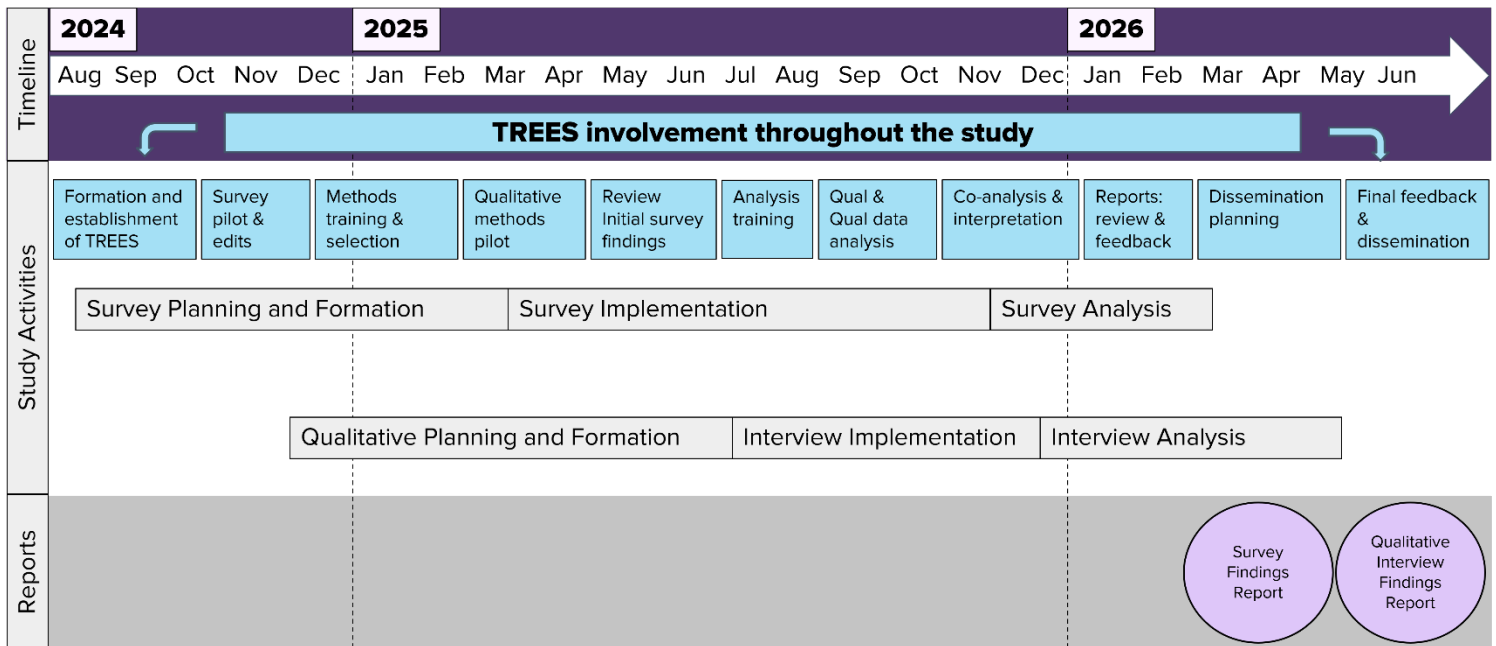 Timeline
2024
2025
2026
Aug Sep Oct Nov Dec Jan Feb Mar Apr May Jun Jul Aug Sep Oct Nov Dec Jan Feb Mar Apr May Jun
TREES involvement throughout the study
Study Activities
Formation and
establishment
of TREES
Survey
pilot &
edits
Methods
training &
selection
Qualitative
methods
pilot
Review
Initial survey
findings
Analysis
training
Qual &
Qual data
analysis
Co-analysis &
interpretation
Reports:
review &
feedback
Dissemination
planning
Final feedback
&
dissemination
Survey Planning and Formation
Survey Implementation
Survey Analysis
Qualitative Planning and Formation
Interview Implementation
Interview Analysis
Reports
Survey
Findings
Report
Qualitative
Interview
Findings
Report